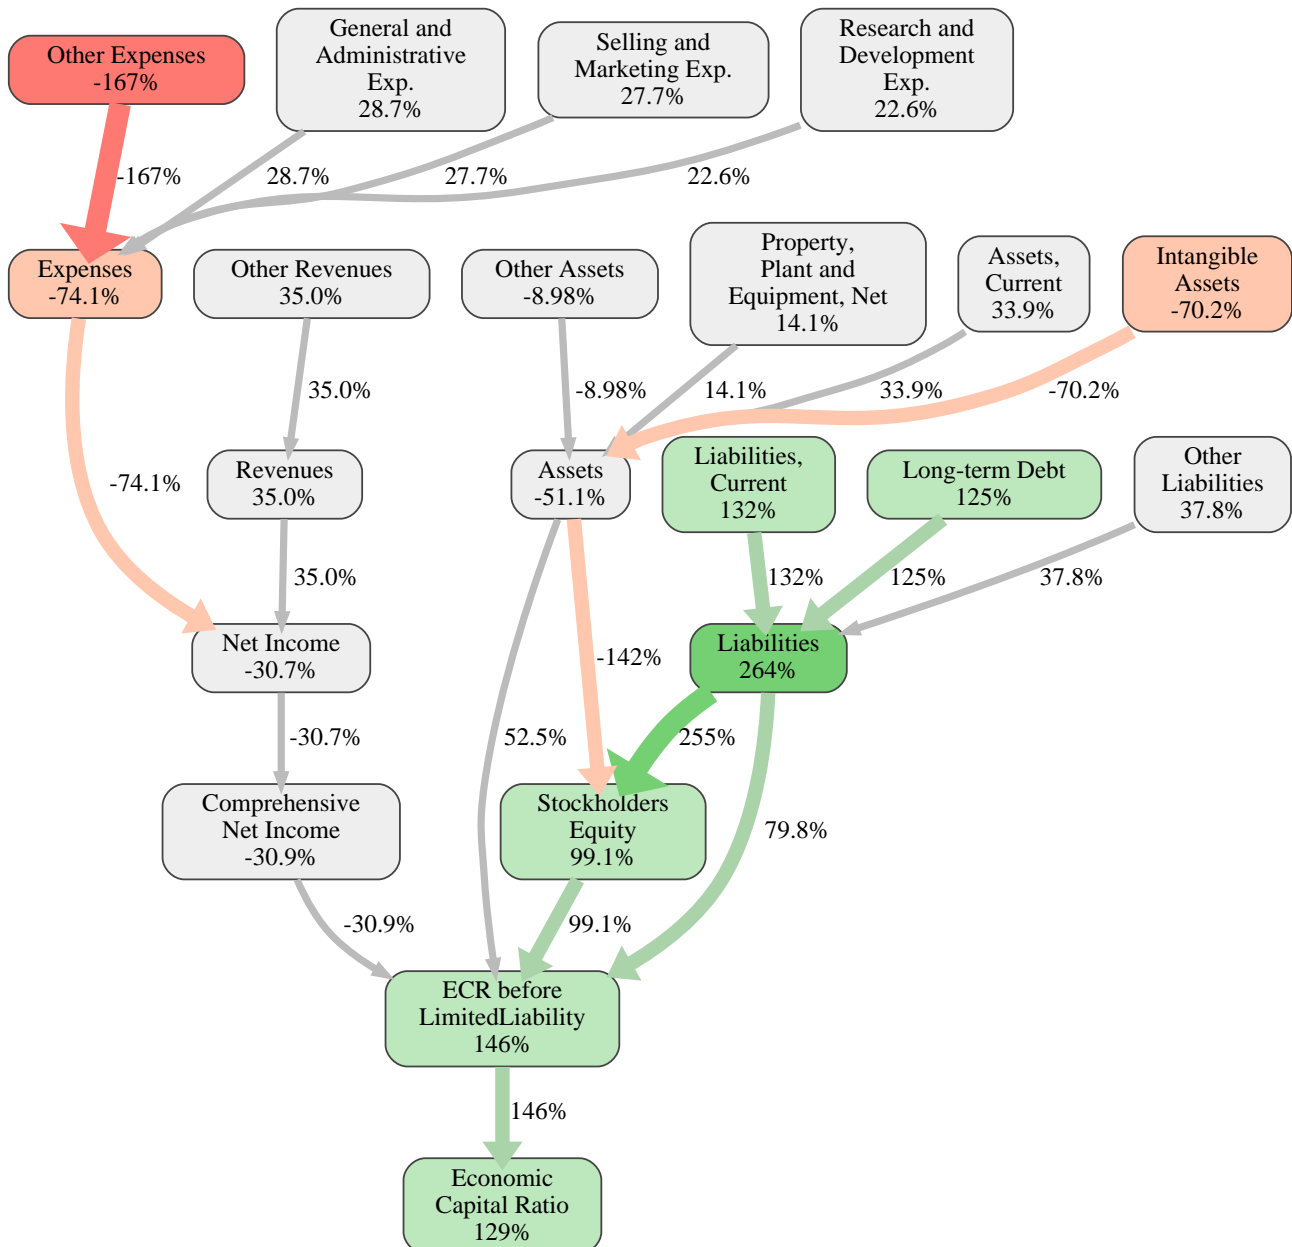 Other Expenses
-167%
General and
Administrative
Exp.
28.7%
Selling and
Marketing Exp.
27.7%
Research and
Development
Exp.
22.6%
-167%
28.7%
27.7%
22.6%
Expenses
-74.1%
Other Revenues
35.0%
Other Assets
-8.98%
Property,
Plant and
Equipment, Net
14.1%
Assets,
Current
33.9%
Intangible
Assets
-70.2%
35.0%
-8.98%
14.1%
33.9%
-70.2%
-74.1%
Revenues
35.0%
Assets
-51.1%
Liabilities,
Current
132%
Long-term Debt
125%
Other
Liabilities
37.8%
35.0%
132%
125%
37.8%
Net Income
-30.7%
-142%
Liabilities
264%
-30.7%
52.5%
255%
Comprehensive
Net Income
-30.9%
Stockholders
Equity
99.1%
79.8%
-30.9%
99.1%
ECR before
LimitedLiability
146%
146%
Economic
Capital Ratio
129%